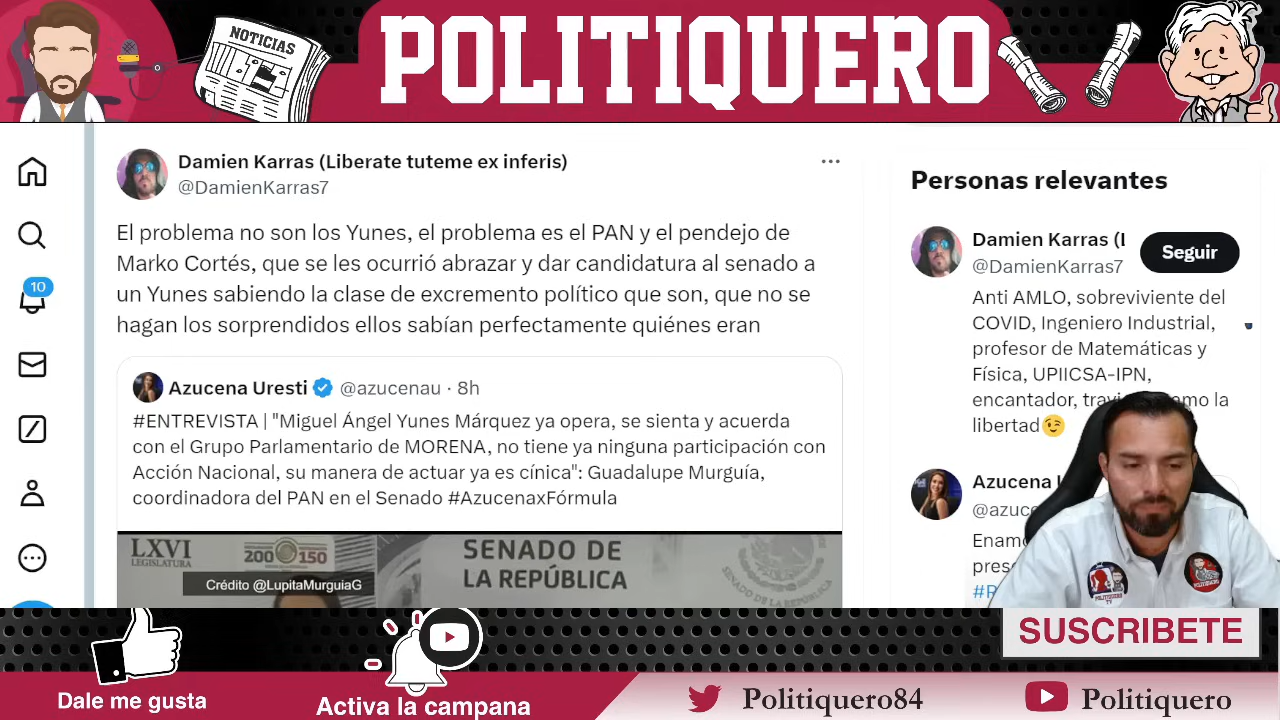 NOTICIAS
POLITIQUERO
Damien Karras (Liberate tuteme ex inferis)
@DamienKarras7
El problema no son los Yunes, el problema es el PAN y el pendejo de
Marko Cortés, que se les ocurrió abrazar y dar candidatura al senado a
un Yunes sabiendo la clase de excremento político que son, que no se
hagan los sorprendidos ellos sabían perfectamente quiénes eran
10
Azucena Uresti @azucenau · 8h
#ENTREVISTA | "Miguel Ángel Yunes Márquez ya opera, se sienta y acuerda
con el Grupo Parlamentario de MORENA, no tiene ya ninguna participación con
Acción Nacional, su manera de actuar ya es cínica": Guadalupe Murguía,
coordinadora del PAN en el Senado #AzucenaxFórmula
LXVI
LEGISLATURA
200 150
SENADO DE
LA REPÚBLICA
Crédito @LupitaMurguiaG
Personas relevantes
Damien Karras (L
@DamienKarras7
Seguir
Anti AMLO, sobreviviente del
COVID, Ingeniero Industrial,
profesor de Matemáticas y
Física, UPIICSA-IPN,
encantador, la
libertad
Azucena
POLITIQUERO
TV
SUSCRIBETE
Dale me gusta
Activa la campana
Politiquero84
Politiquero